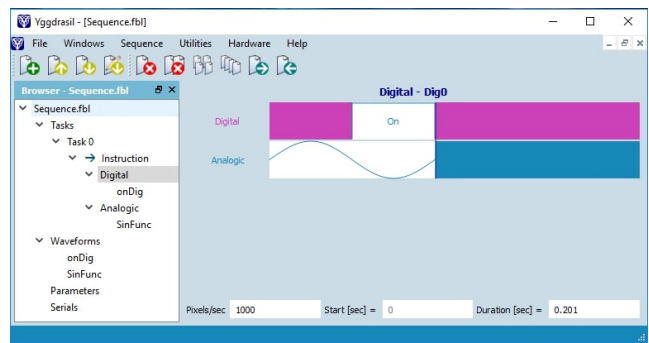 Yggdrasil - [Sequence.fbl]
File Windows Sequence Utilities Hardware Help
Browser - Sequence.fbl
Digital - Dig0
Sequence.fbl
Tasks
Task 0
Instruction
Digital
onDig
Analogic
SinFunc
Waveforms
onDig
SinFunc
Parameters
Serials
Digital
On
Analogic
Pixels/sec 1000 Start [sec] = 0 Duration [sec] = 0.201